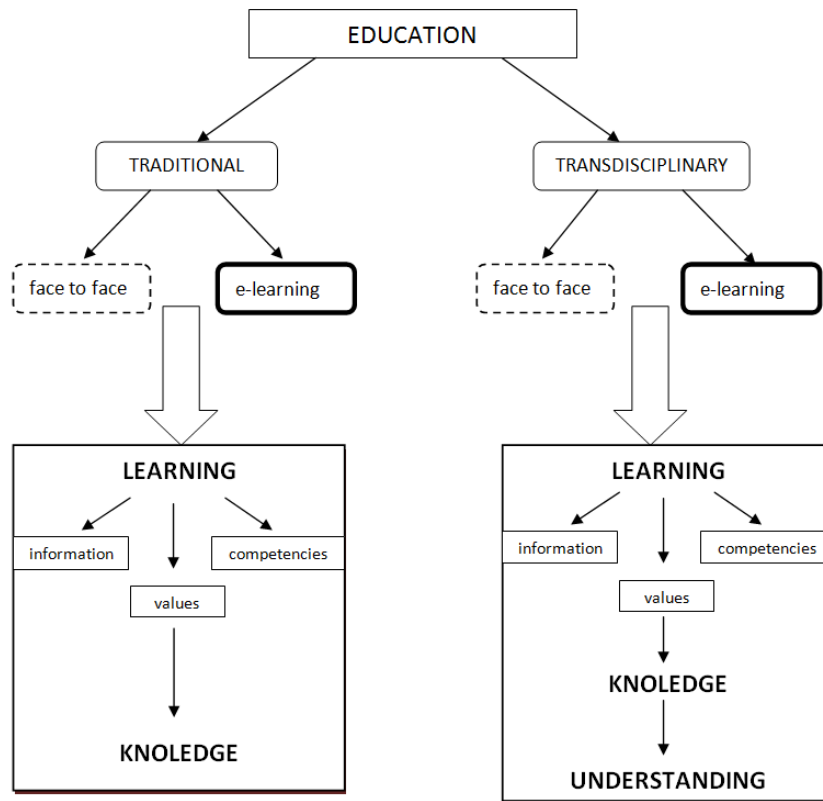 EDUCATION
TRADITIONAL
TRANSDISCIPLINARY
face to face
e-learning
face to face
e-learning
LEARNING
information
competencies
values
KNOLEDGE
LEARNING
information
competencies
values
KNOLEDGE
UNDERSTANDING